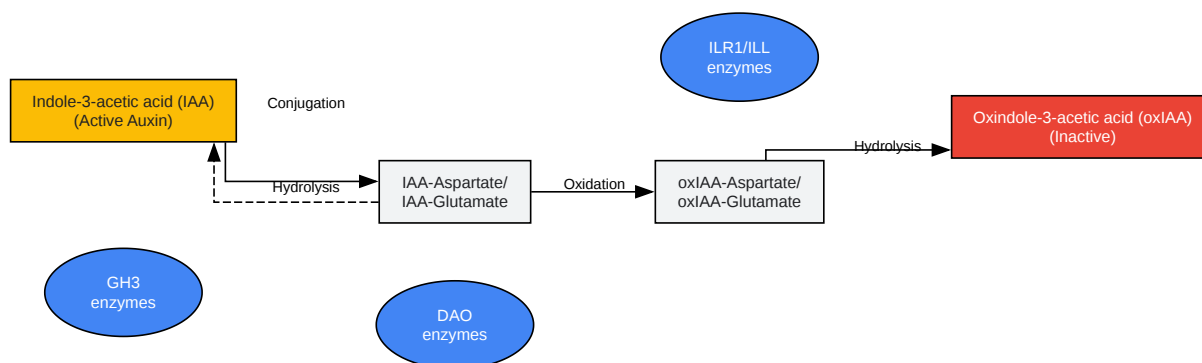 ILR1/ILL
enzymes
Indole-3-acetic acid (IAA)
(Active Auxin)
Conjugation
Oxindole-3-acetic acid (oxIAA)
(Inactive)
Hydrolysis
Hydrolysis
IAA-Aspartate/
IAA-Glutamate
Oxidation
oxIAA-Aspartate/
oxIAA-Glutamate
GH3
enzymes
DAO
enzymes